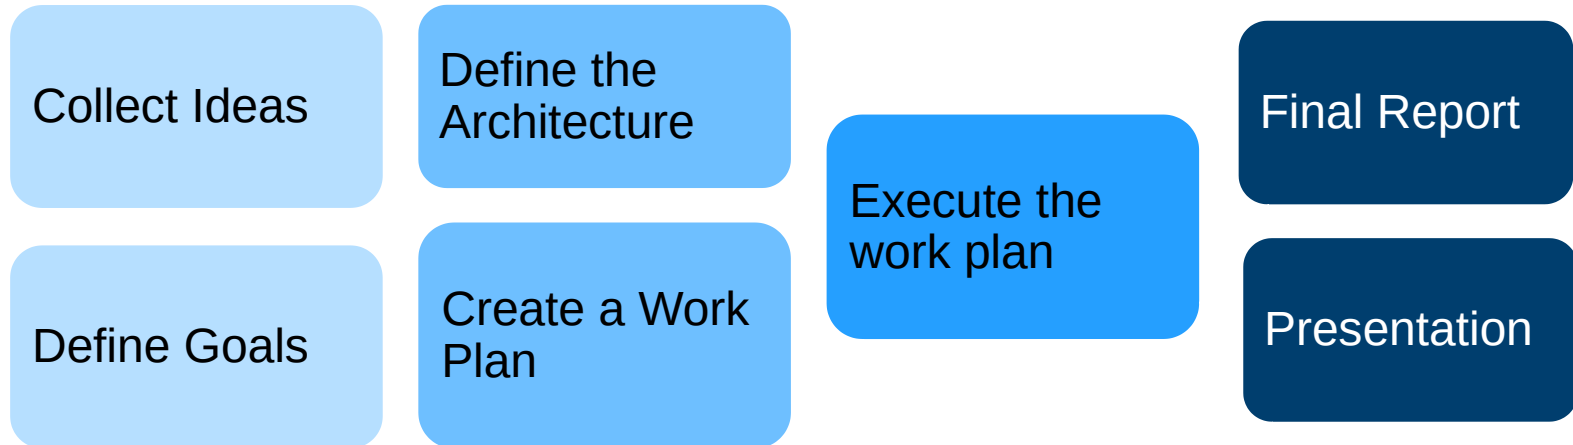 Collect Ideas
Define Goals
Define the
Architecture
Create a Work
Plan
Execute the
work plan
Final Report
Presentation